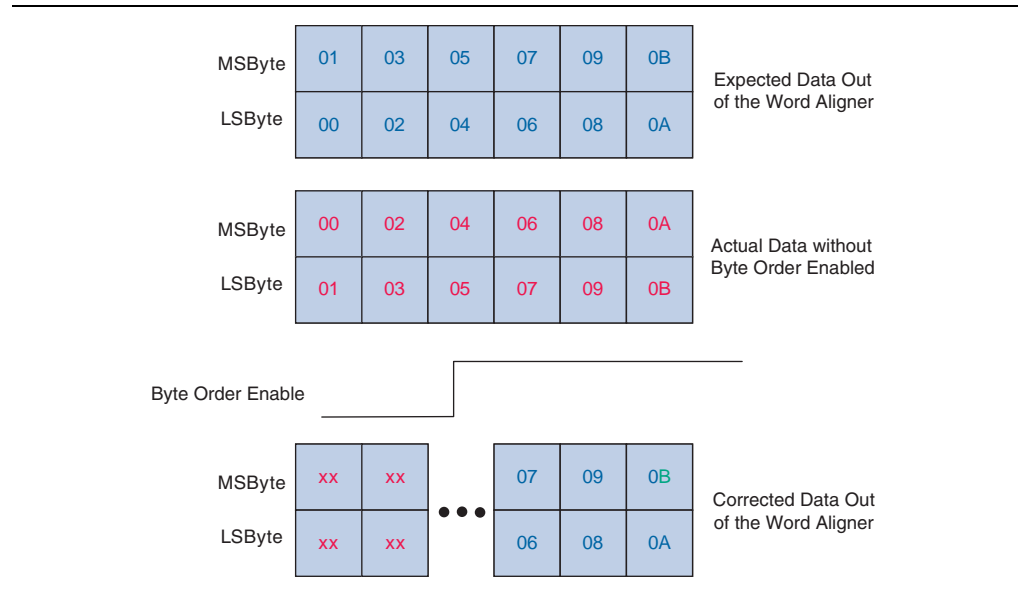 MSByte 01 03 05 07 09 0B
Expected Data Out
of the Word Aligner
LSByte 00 02 04 06 08 0A
MSByte 00 02 04 06 08 0A
Actual Data without
Byte Order Enabled
LSByte 01 03 05 07 09 0B
Byte Order Enable
MSByte xx xx 07 09 0B
Corrected Data Out
of the Word Aligner
LSByte xx xx 06 08 0A